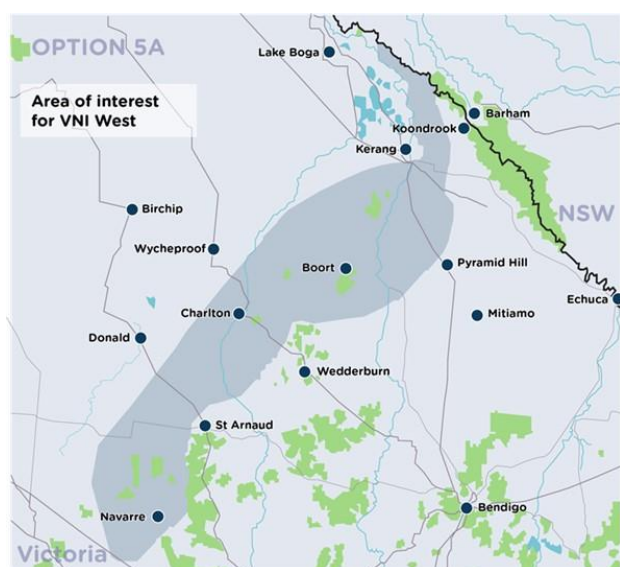 OPTION 5A
Area of interest
for VNI West
Lake Boga
Barham
Koondrook
Kerang
Birchip
NSW
Wycheproof
Boort
Pyramid Hill
Echuca
Charlton
Mitiamo
Donald
Wedderburn
St Arnaud
Bendigo
Navarre
Victoria